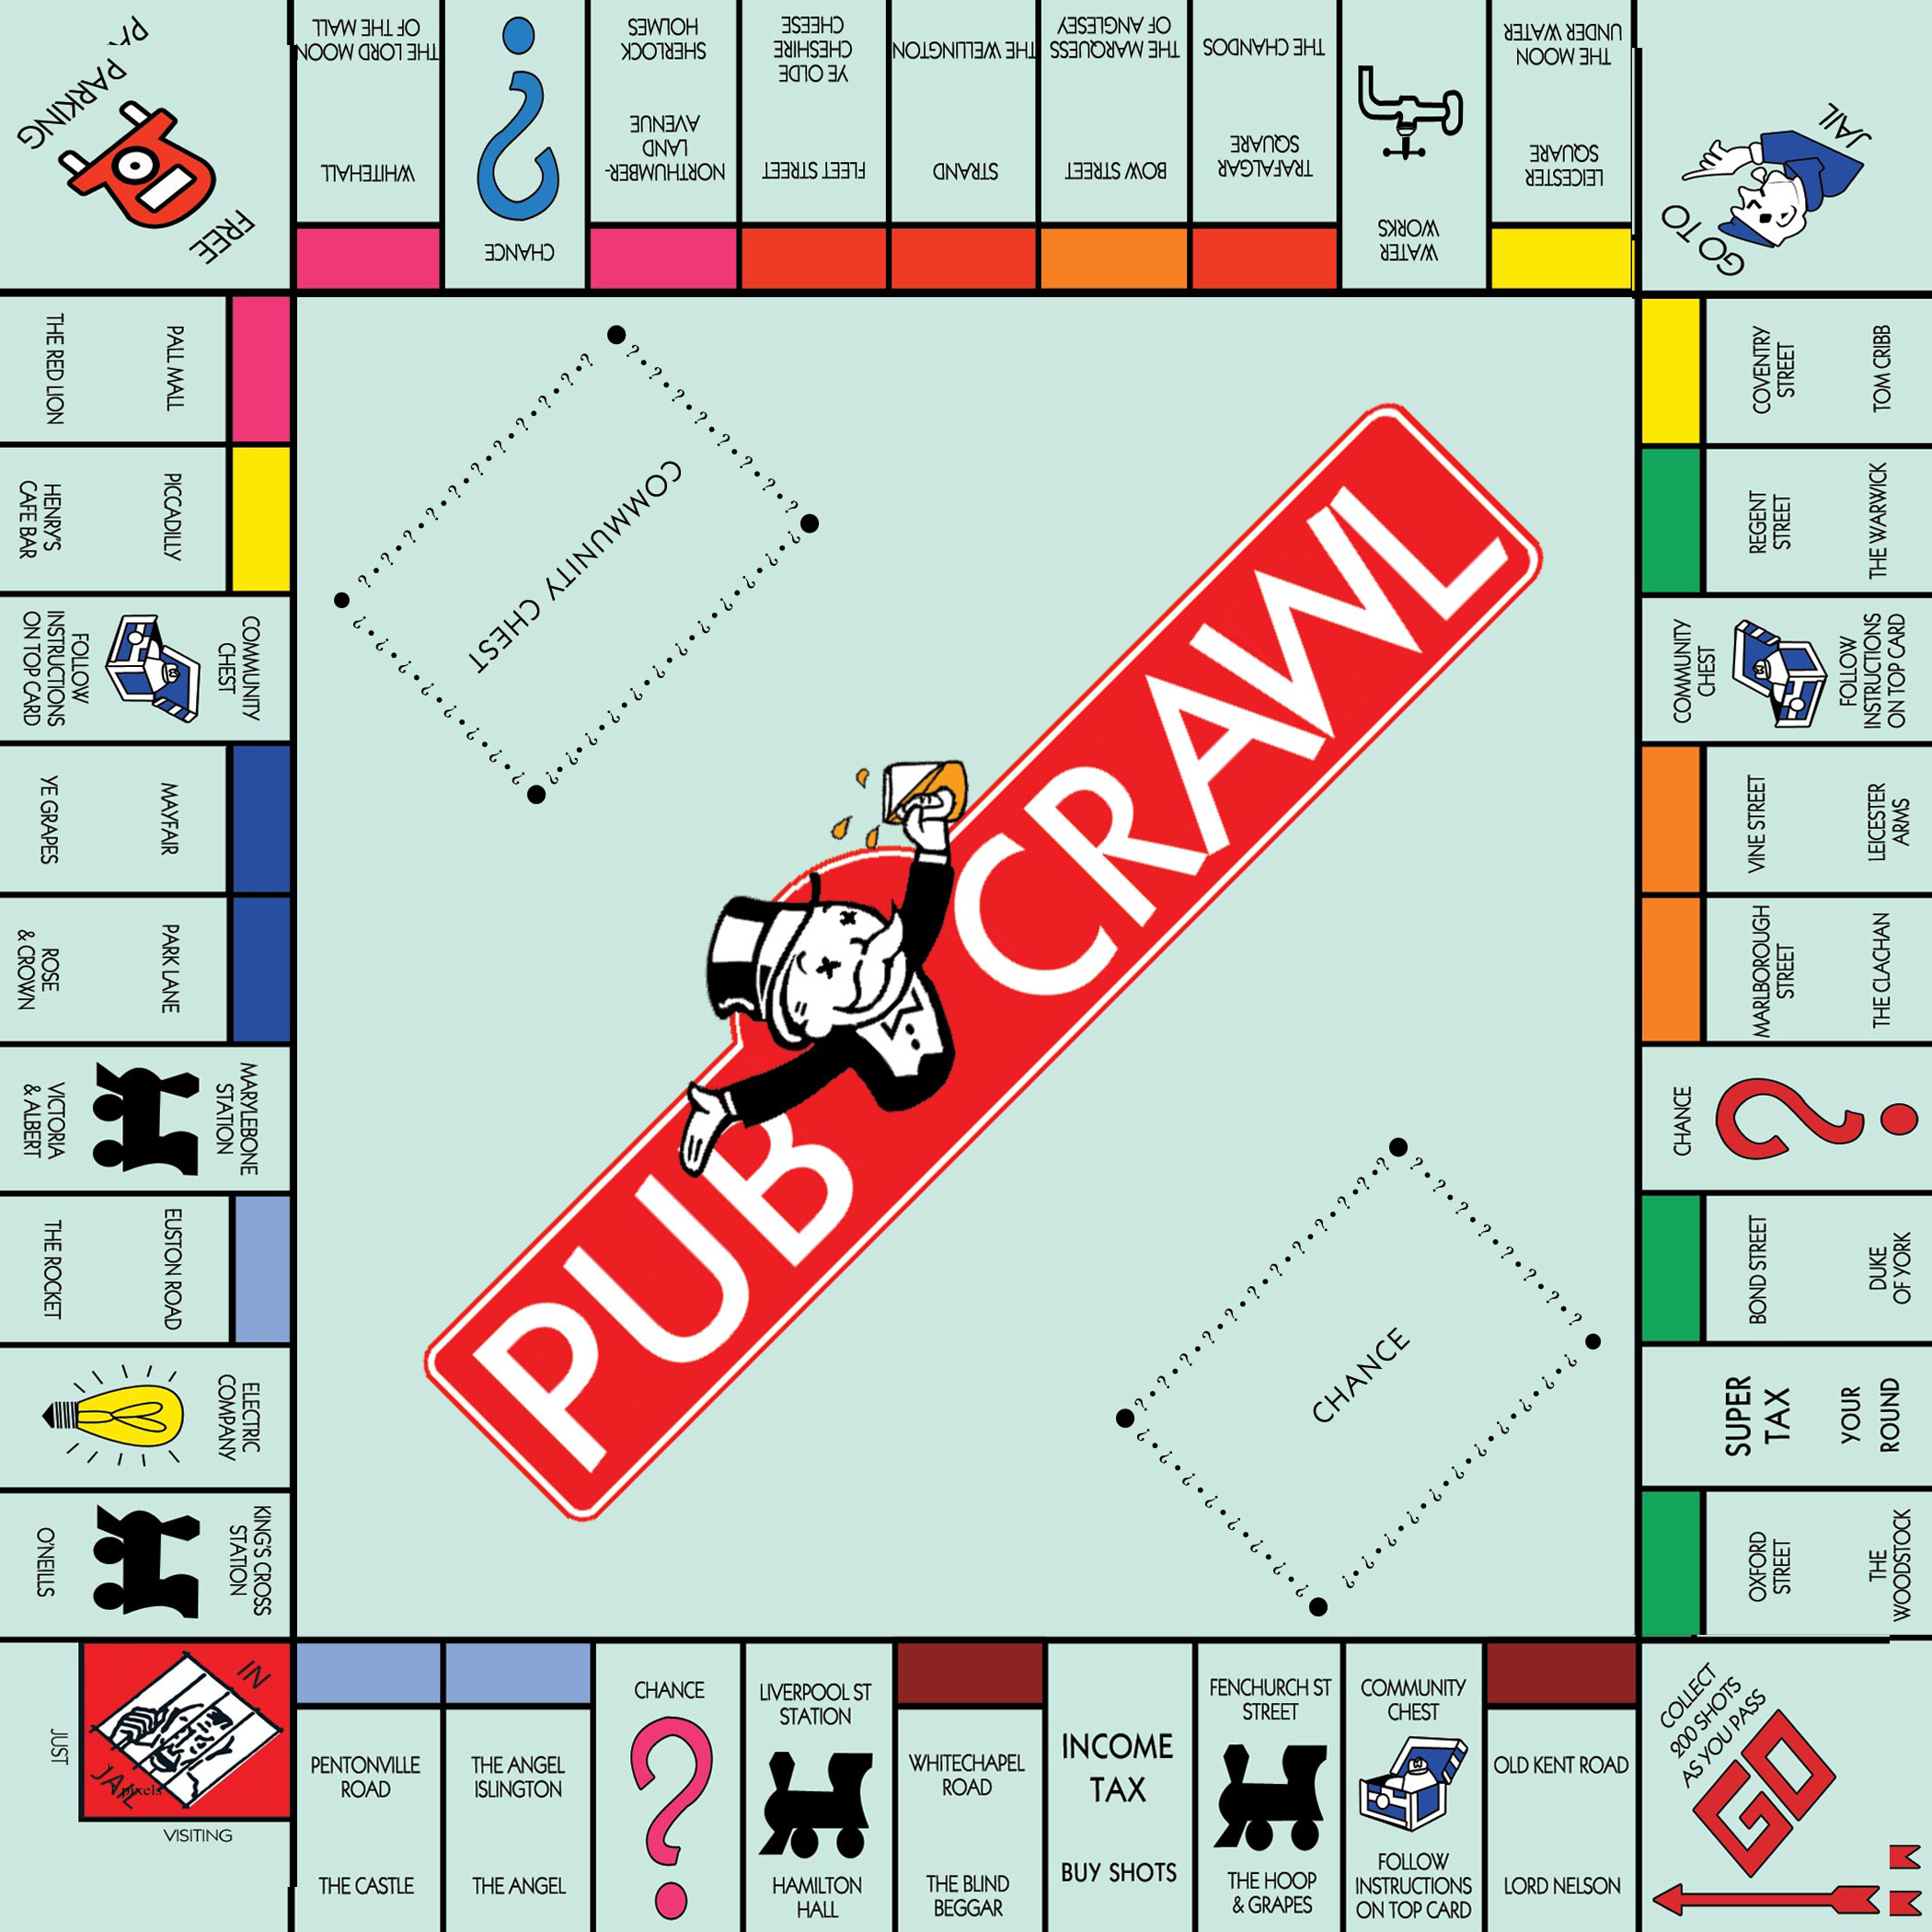 FREE
PARKING
PA
THE LORD MOON
OF THE MALL
WHITEHALL
CHANCE
SHERLOCK
HOLMES
NORTHUMBER-
LAND
AVENUE
YE OLDE
CHESHIRE
CHEESE
FLEET STREET
THE WELLINGTON
STRAND
THE MARQUESS
OF ANGLESEY
BOW STREET
THE CHANDOS
TRAFALGAR
SQUARE
WATER
WORKS
THE MOON
UNDER WATER
LEICESTER
SQUARE
GO TO
JAIL
COVENTRY
STREET
TOM CRIBB
REGENT
STREET
THE WARWICK
COMMUNITY
CHEST
FOLLOW
INSTRUCTIONS
ON TOP CARD
VINE STREET
LEICESTER
ARMS
MARLBOROUGH
STREET
THE CLACHAN
CHANCE
BOND STREET
DUKE
OF YORK
SUPER
TAX
YOUR
ROUND
OXFORD
STREET
THE
WOODSTOCK
COLLECT
200 SHOTS
AS YOU PASS
GO
OLD KENT ROAD
LORD NELSON
COMMUNITY
CHEST
FOLLOW
INSTRUCTIONS
ON TOP CARD
FENCHURCH ST
STREET
THE HOOP
& GRAPES
INCOME
TAX
BUY SHOTS
WHITECHAPEL
ROAD
THE BLIND
BEGGAR
LIVERPOOL ST
STATION
HAMILTON
HALL
CHANCE
?
THE ANGEL
ISLINGTON
THE ANGEL
PENTONVILLE
ROAD
THE CASTLE
IN
JAIL
JUST
VISITING
KING'S CROSS
STATION
O'NEILLS
ELECTRIC
COMPANY
EUSTON ROAD
THE ROCKET
MARYLEBONE
STATION
VICTORIA
& ALBERT
PARK LANE
ROSE
& CROWN
MAYFAIR
YE GRAPES
COMMUNITY
CHEST
FOLLOW
INSTRUCTIONS
ON TOP CARD
PICCADILLY
HENRY'S
CAFE BAR
PALL MALL
THE RED LION
COMMUNITY CHEST
PUB CRAWL
CHANCE